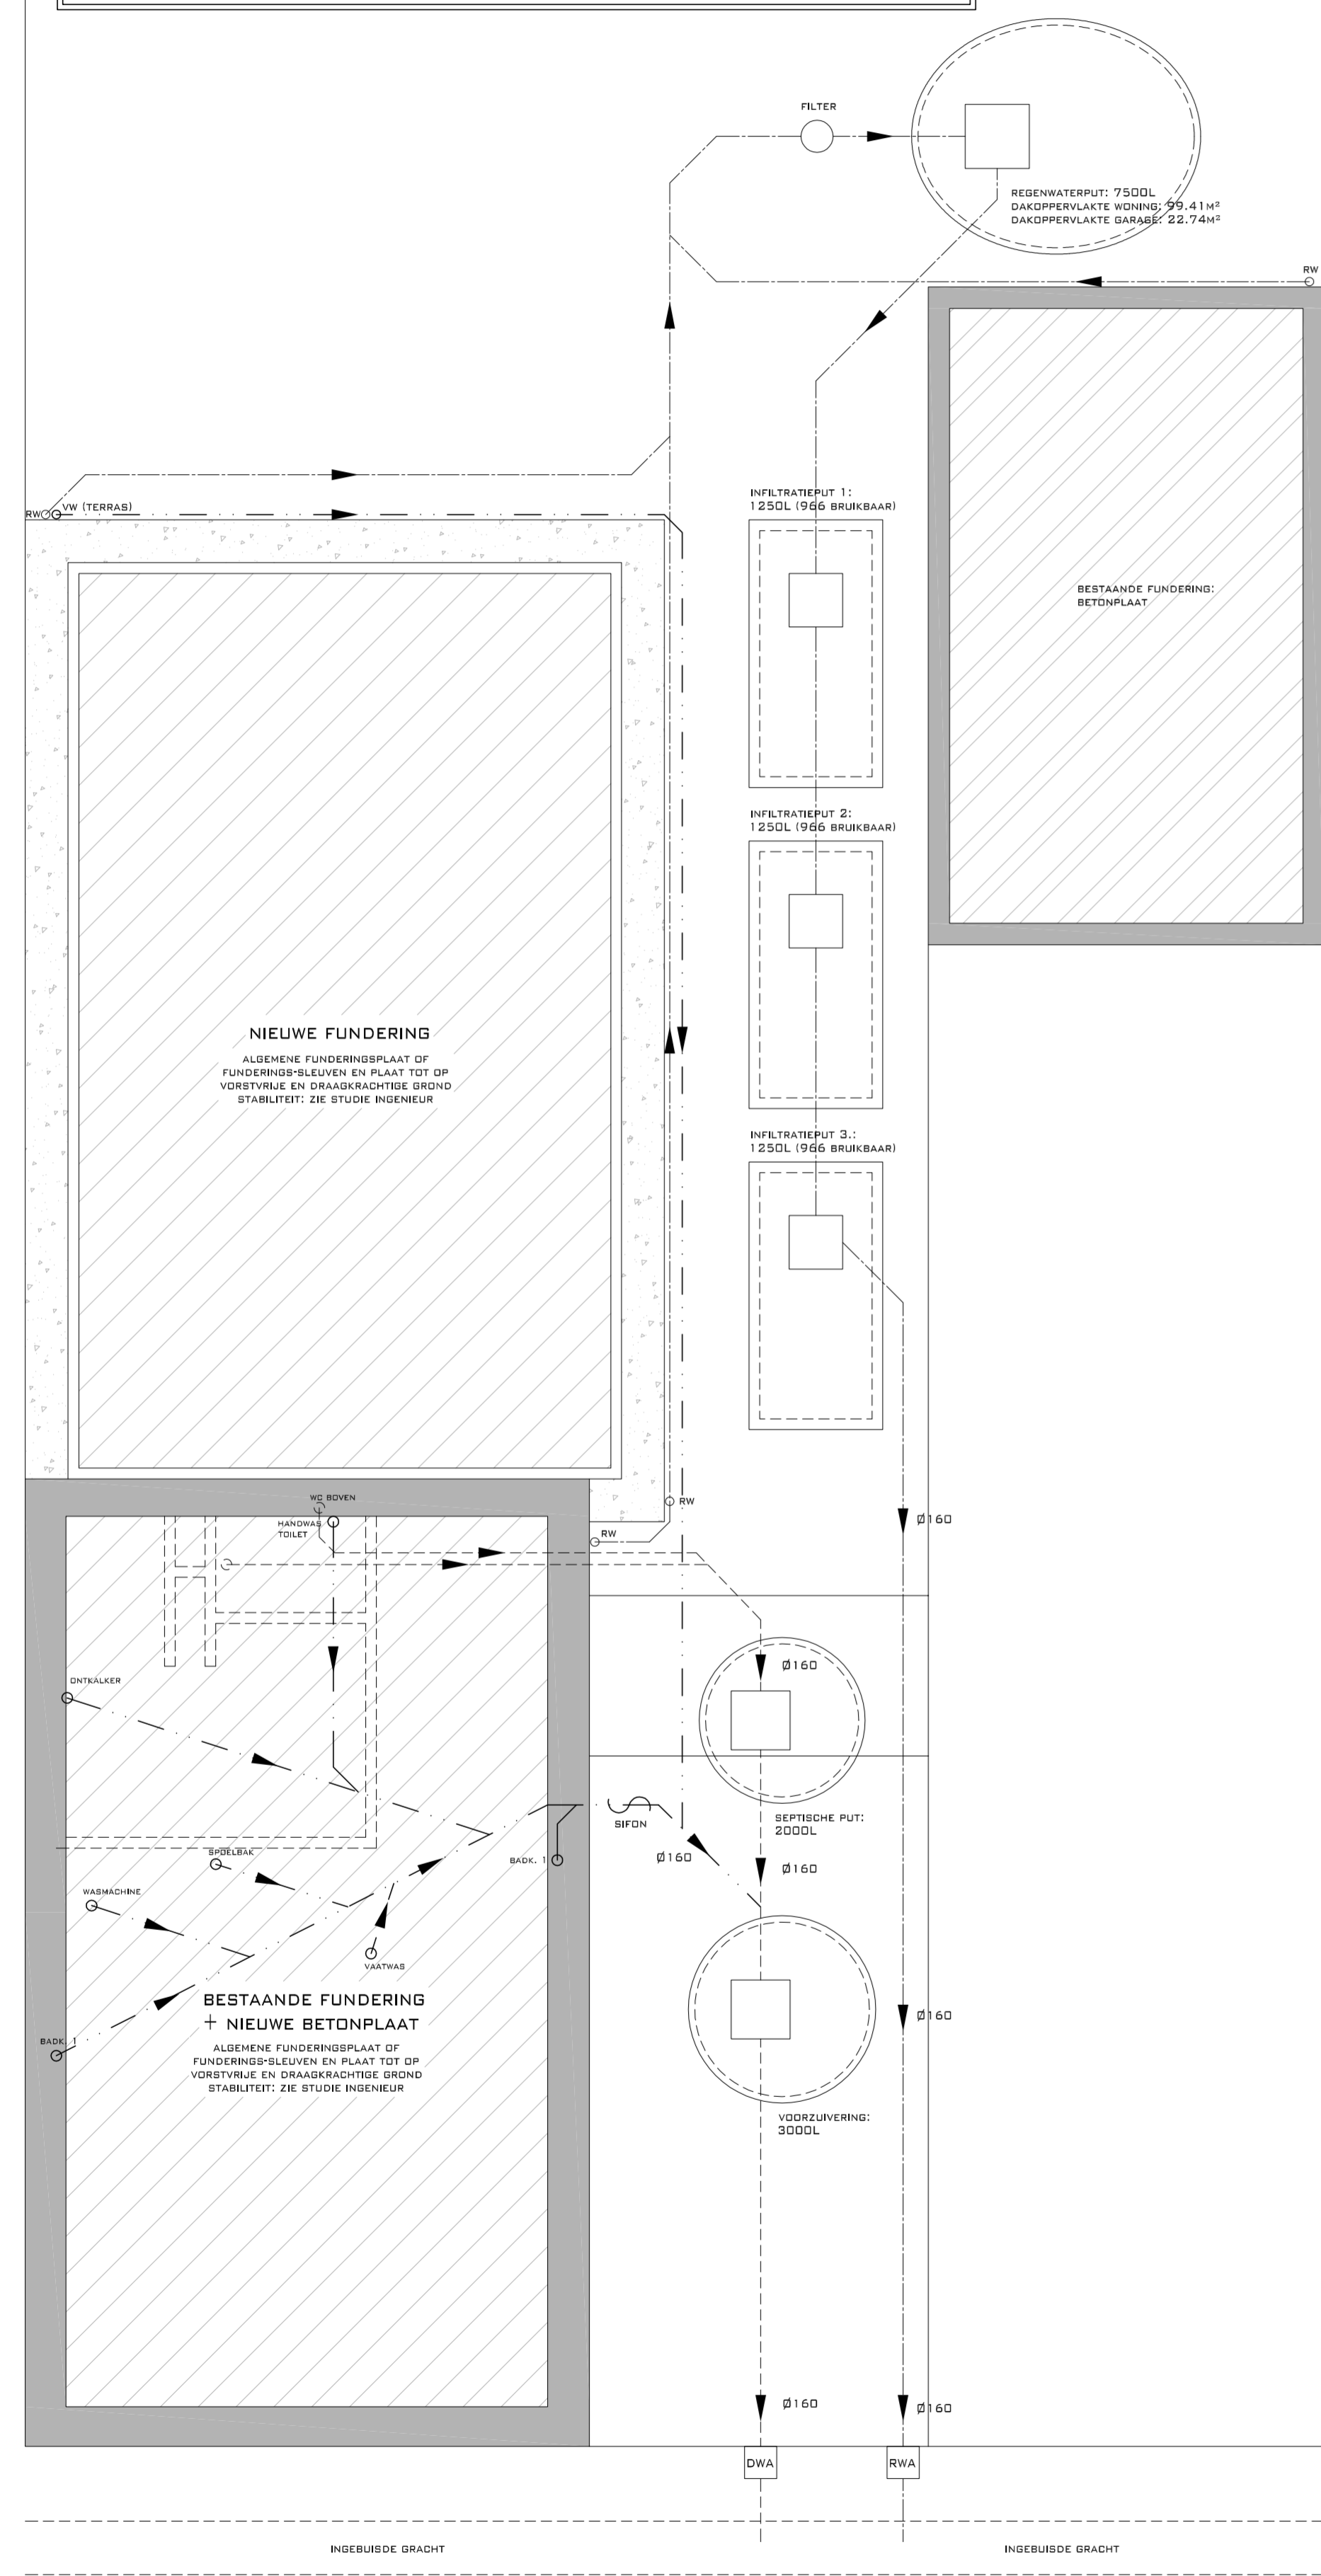 FILTER
REGENWATERPUT: 7500L
DAKOPPERVLAKTE WONING: 99.41M²
DAKOPPERVLAKTE GARAGE: 22.74M²
RW
INFILTRATIEPUT 1:
1250L (966 BRUIKBAAR)
RW
VW (TERRAS)
BESTAANDE FUNDERING:
BETONPLAAT
INFILTRATIEPUT 2:
1250L (966 BRUIKBAAR)
NIEUWE FUNDERING
ALGEMENE FUNDERINGSPLAAT OF
FUNDERINGS-SLEUVEN EN PLAAT TOT OP
VORSTVRIJE EN DRAAGKRACHTIGE GROND
STABILITEIT: ZIE STUDIE INGENIEUR
INFILTRATIEPUT 3.:
1250L (966 BRUIKBAAR)
WC BOVEN
RW
HANDWAS
TOILET
RW
Ø160
Ø160
ONTKALKER
SEPTISCHE PUT:
2000L
SIFON
SPOELBAK
BADK. 1
Ø160
Ø160
WASMACHINE
VAATWAS
BESTAANDE FUNDERING
+ NIEUWE BETONPLAAT
Ø160
BADK. 1
ALGEMENE FUNDERINGSPLAAT OF
FUNDERINGS-SLEUVEN EN PLAAT TOT OP
VORSTVRIJE EN DRAAGKRACHTIGE GROND
STABILITEIT: ZIE STUDIE INGENIEUR
VOORZUIVERING:
3000L
Ø160
Ø160
DWA
RWA
INGEBUISDE GRACHT
INGEBUISDE GRACHT